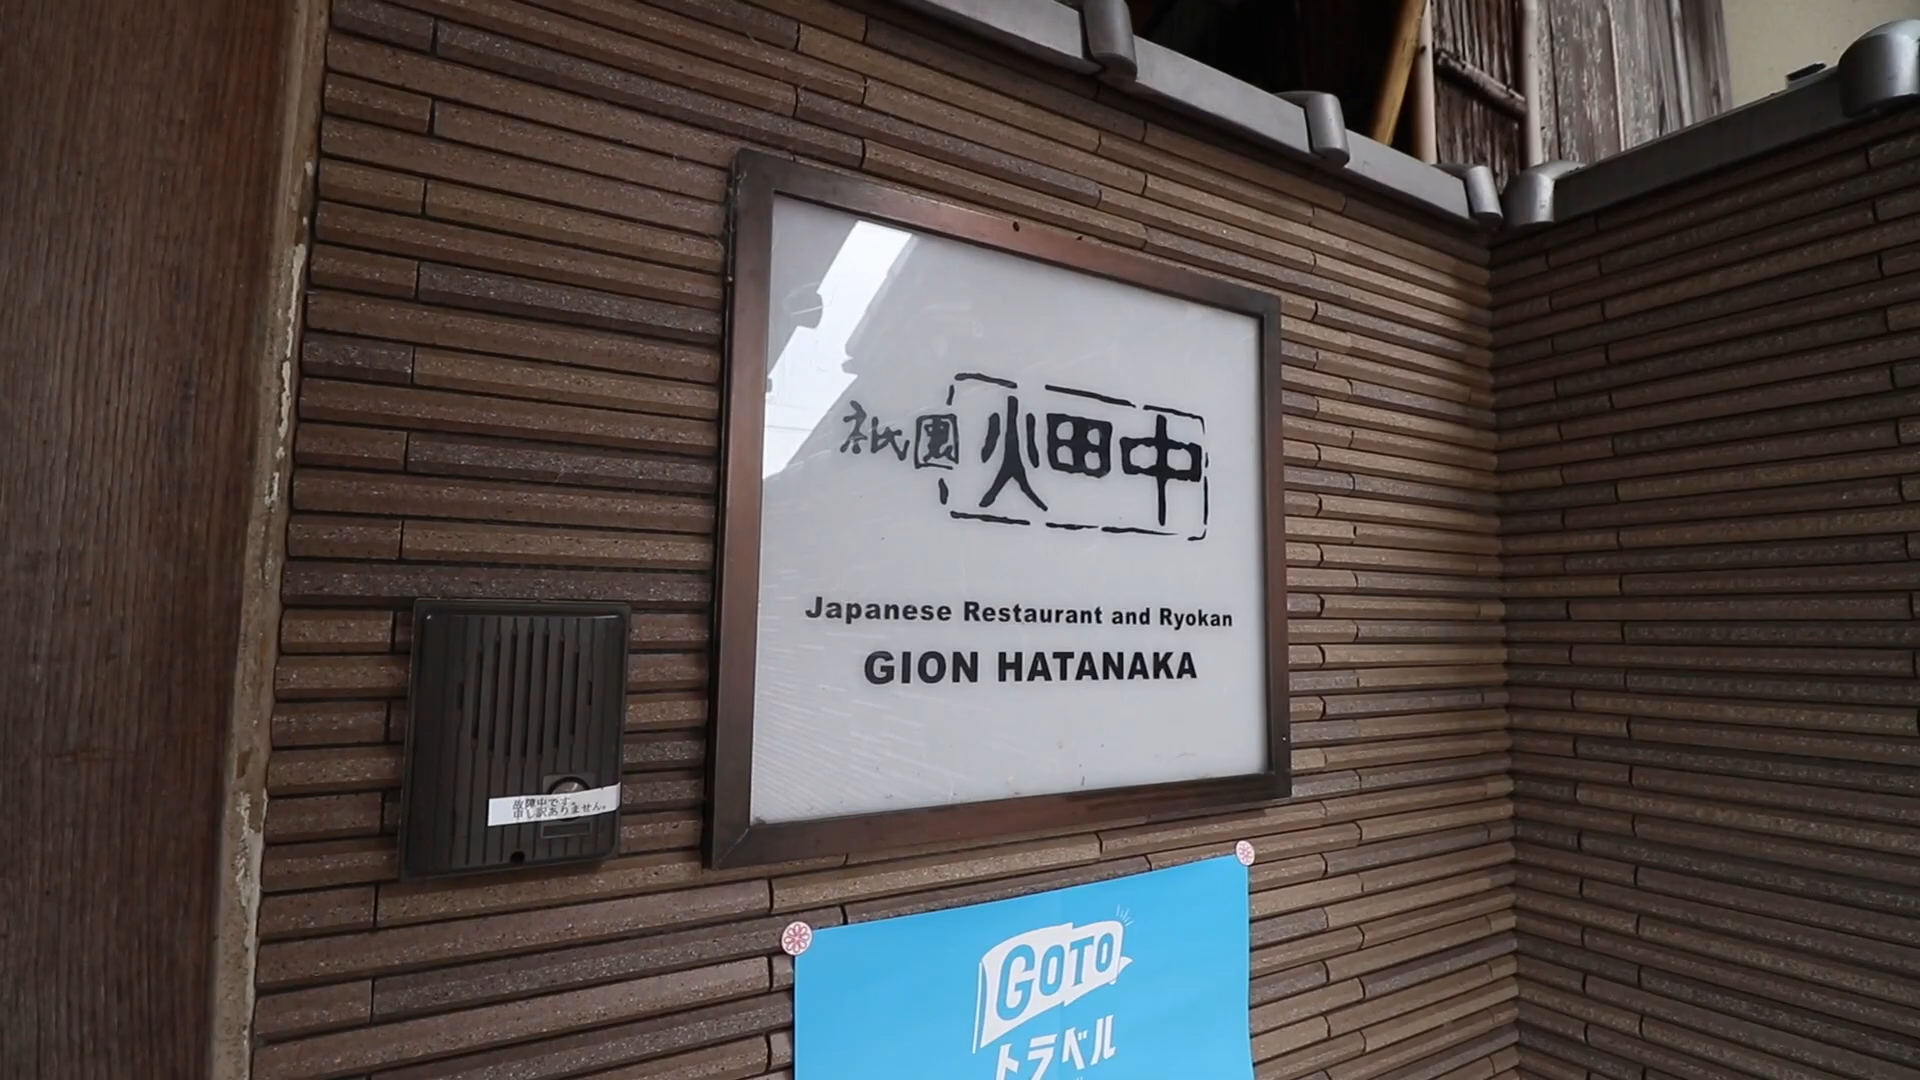 祇園 畑中
Japanese Restaurant and Ryokan
GION HATANAKA
故障中です。
申し訳ありません。
GOTO
トラベル